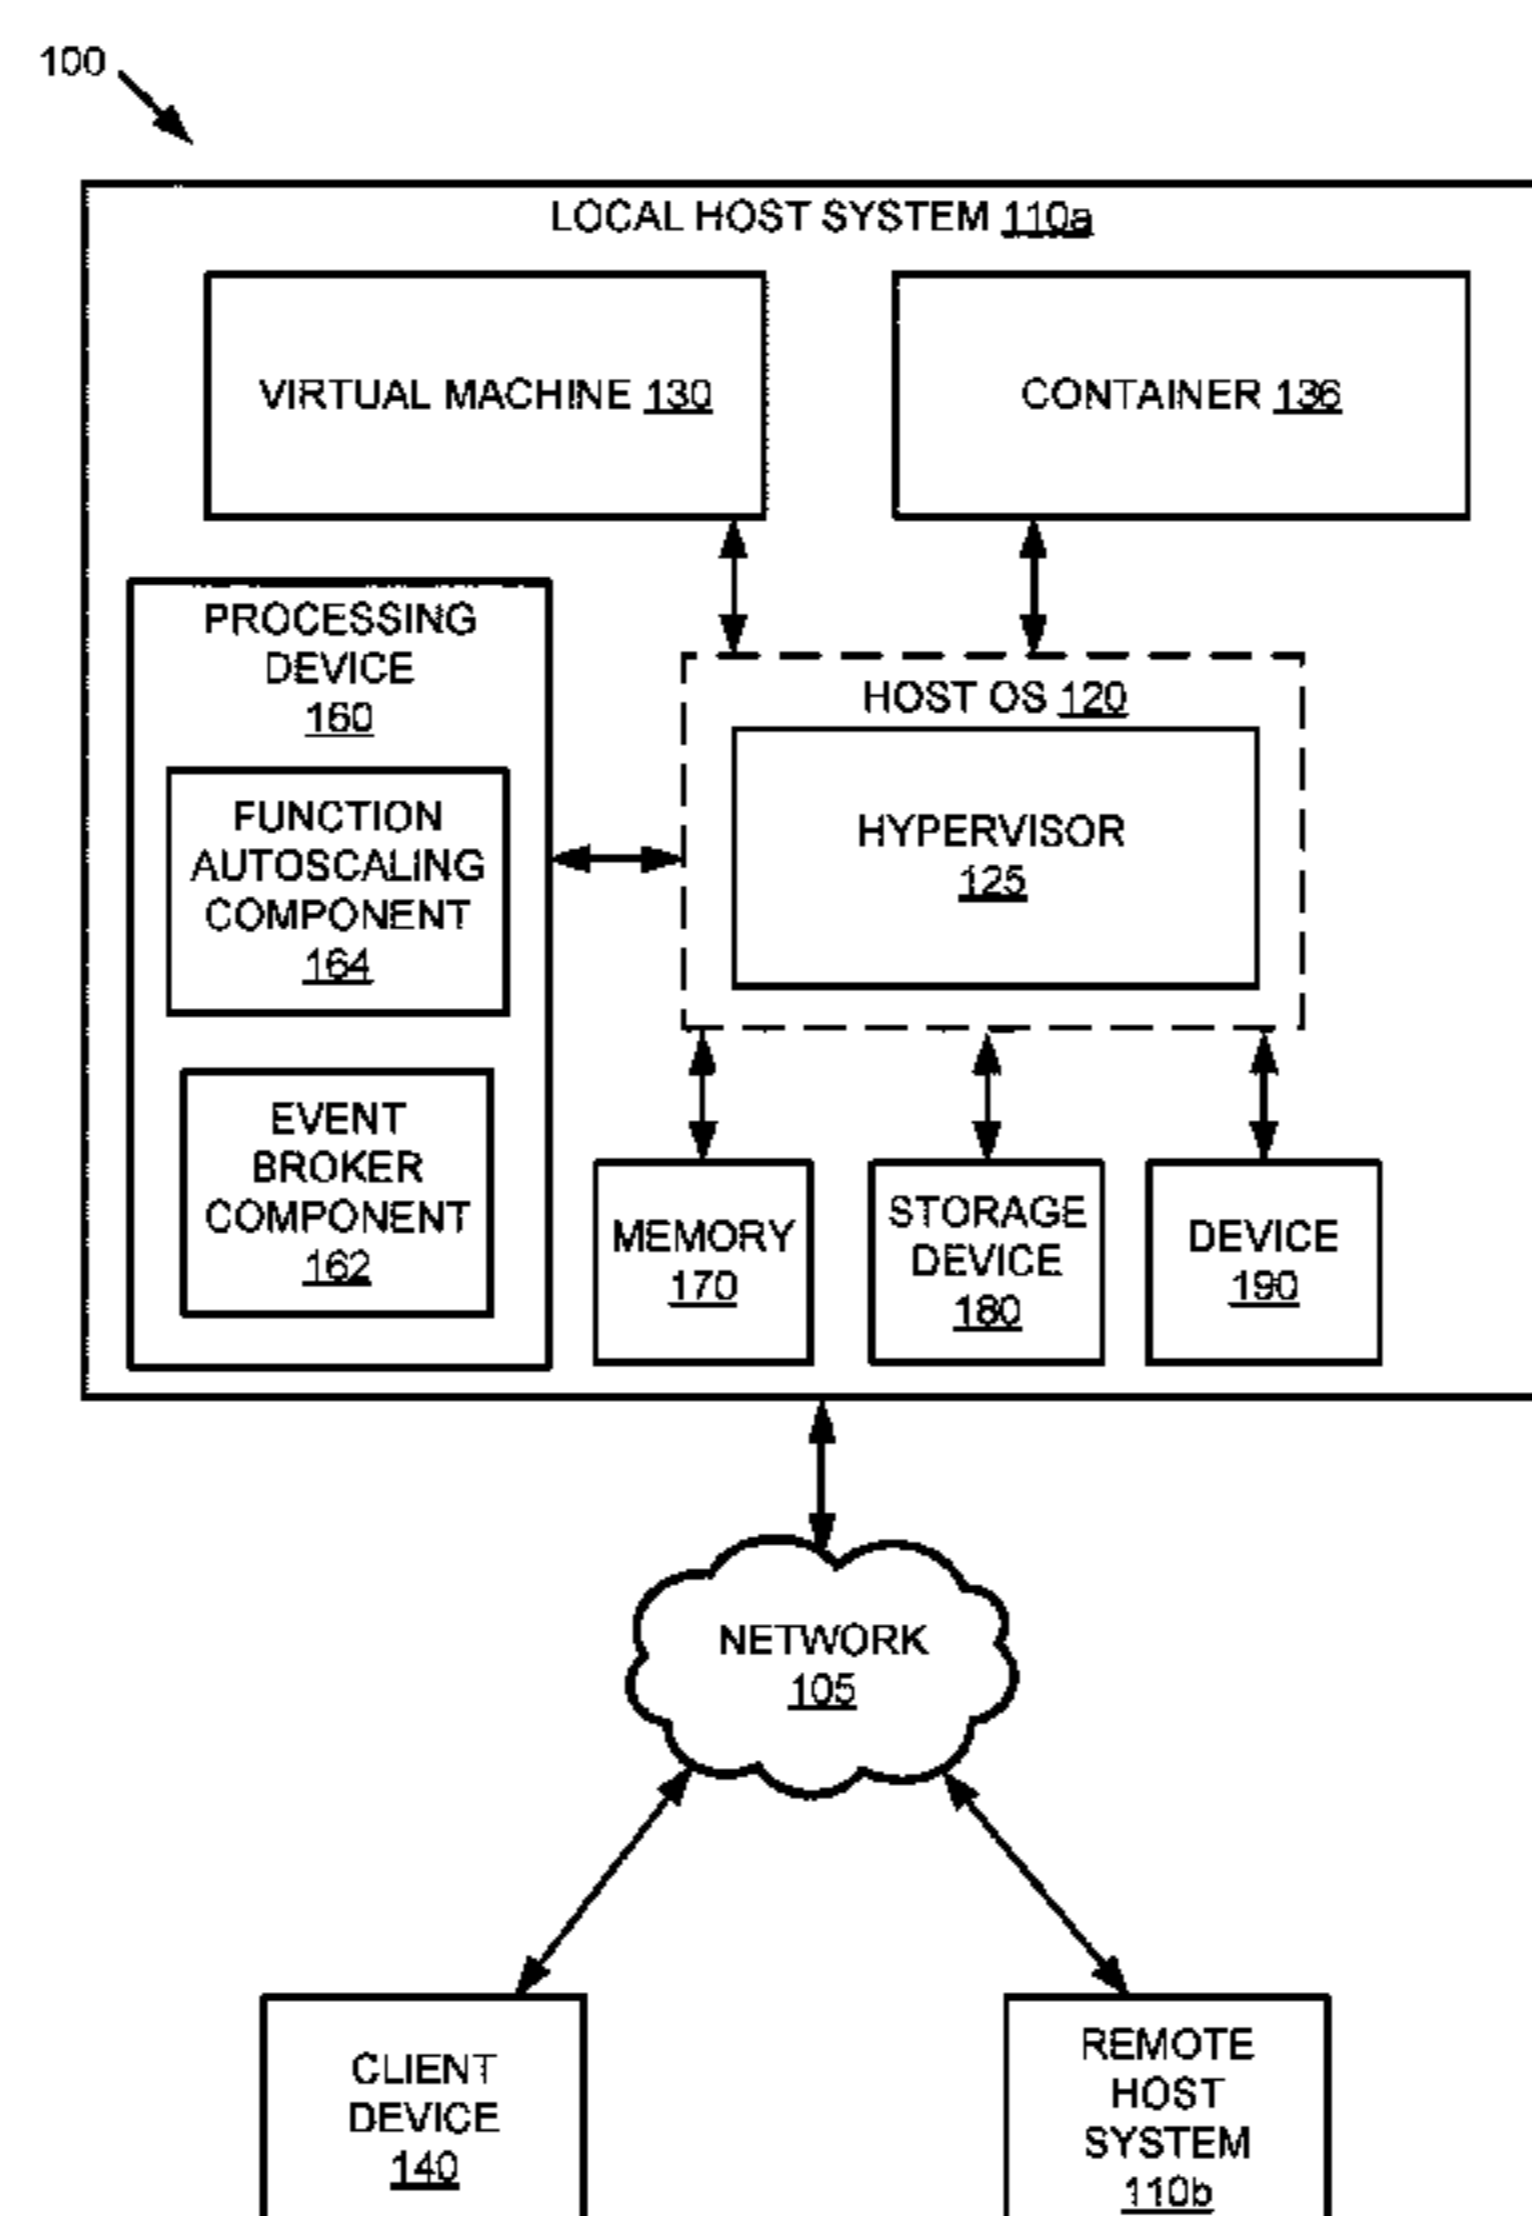 100
LOCAL HOST SYSTEM 110a
VIRTUAL MACHINE 130
CONTAINER 136
PROCESSING
DEVICE
160
FUNCTION
AUTOSCALING
COMPONENT
164
EVENT
BROKER
COMPONENT
162
HOST OS 120
HYPERVISOR
125
MEMORY
170
STORAGE
DEVICE
180
DEVICE
190
NETWORK
105
CLIENT
DEVICE
140
REMOTE
HOST
SYSTEM
110b